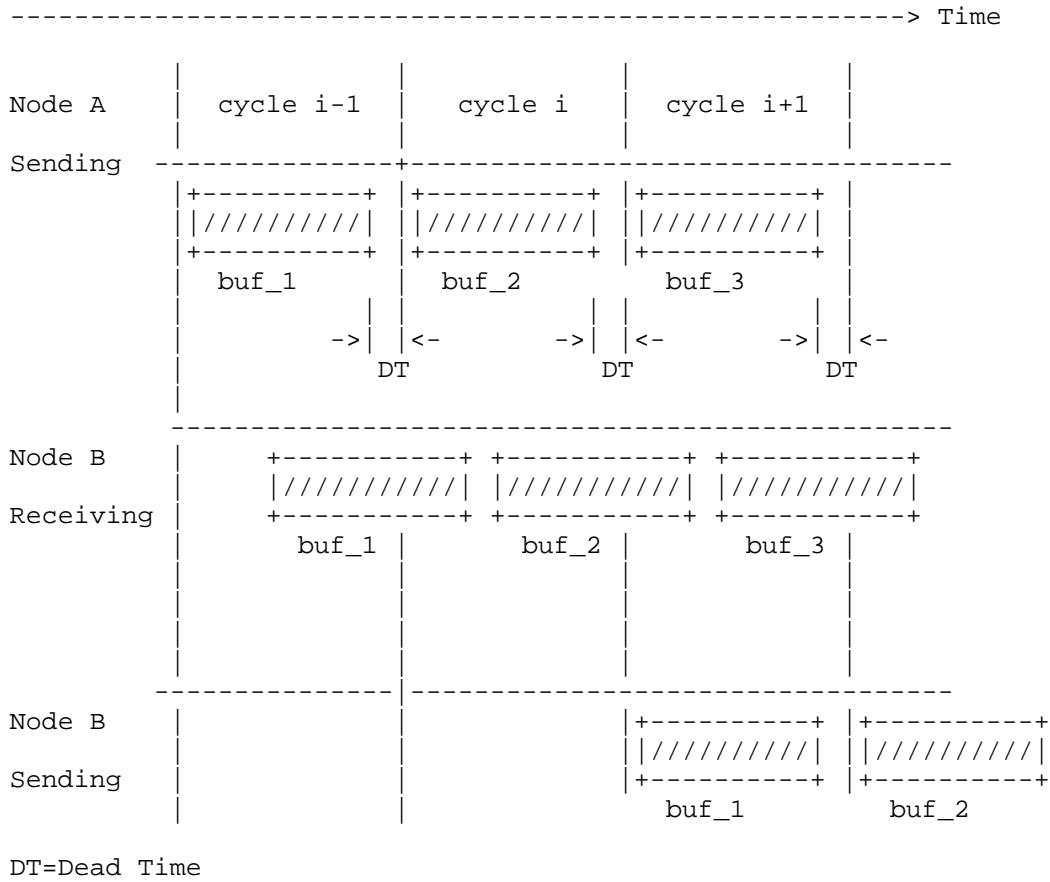 Time
Node A cycle i-1 cycle i cycle i+1
Sending
buf_1 buf_2 buf_3
DT DT DT
Node B
Receiving
buf_1 buf_2 buf_3
Node B
Sending
buf_1 buf_2
DT=Dead Time